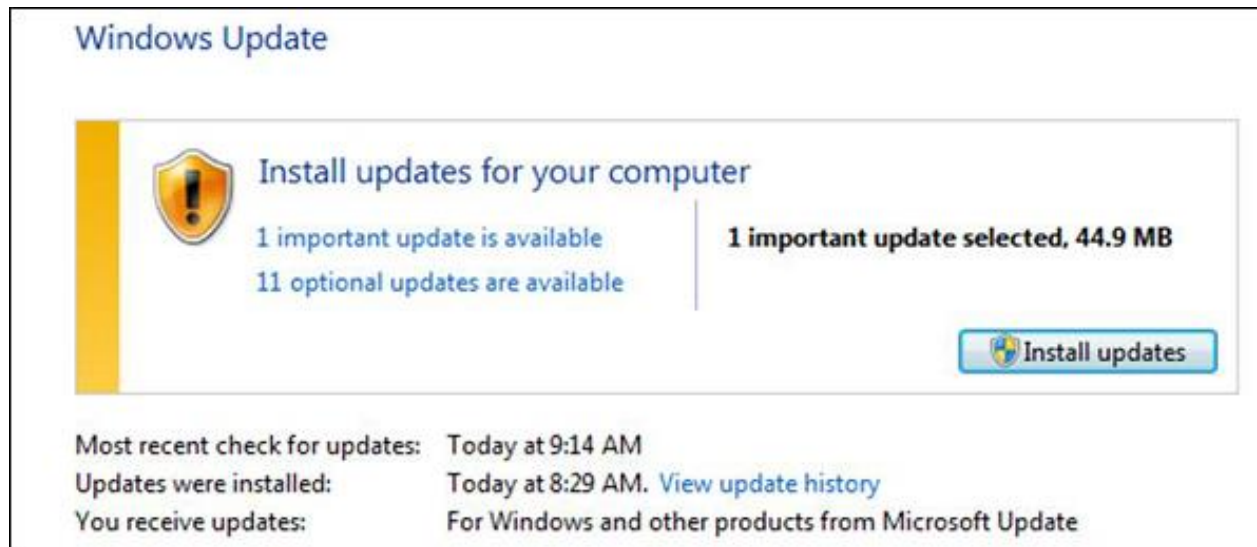 Windows Update
Install updates for your computer
1 important update is available
11 optional updates are available
1 important update selected, 44.9 MB
Install updates
Most recent check for updates: Today at 9:14 AM
Updates were installed: Today at 8:29 AM. View update history
You receive updates: For Windows and other products from Microsoft Update